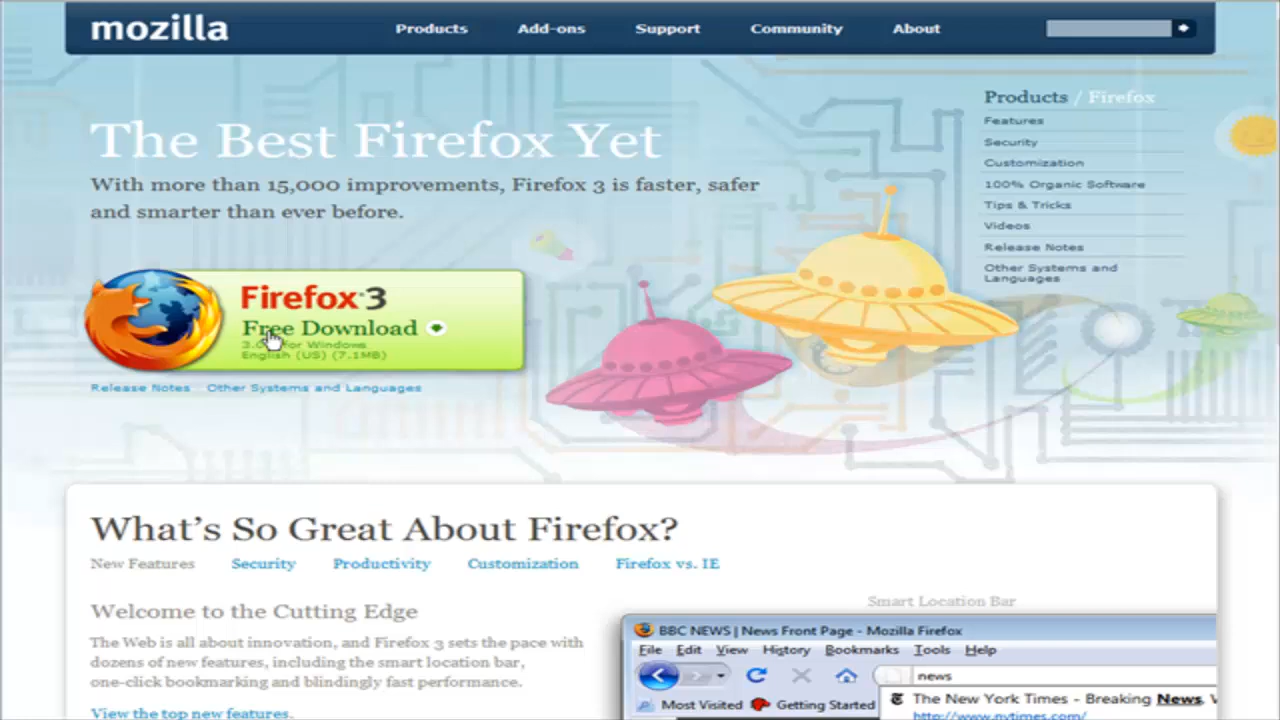 mozilla
Products
Add-ons
Support
Community
About
Products / Firefox
Features
Security
Customization
100% Organic Software
Tips & Tricks
Videos
Release Notes
Other Systems and
Languages
The Best Firefox Yet
With more than 15,000 improvements, Firefox 3 is faster, safer
and smarter than ever before.
Firefox 3
Free Download
for Windows
English (US) (7.1MB)
Release Notes
Other Systems and Languages
What's So Great About Firefox?
New Features
Security
Productivity
Customization
Firefox vs. IE
Welcome to the Cutting Edge
The Web is all about innovation, and Firefox 3 sets the pace with
dozens of new features, including the smart location bar,
one-click bookmarking and blindingly fast performance.
View the top new features.
Smart Location Bar
BBC NEWS | News Front Page - Mozilla Firefox
File Edit View History Bookmarks Tools Help
news
Most Visited Getting Started
The New York Times - Breaking News,
http://www.nytimes.com/